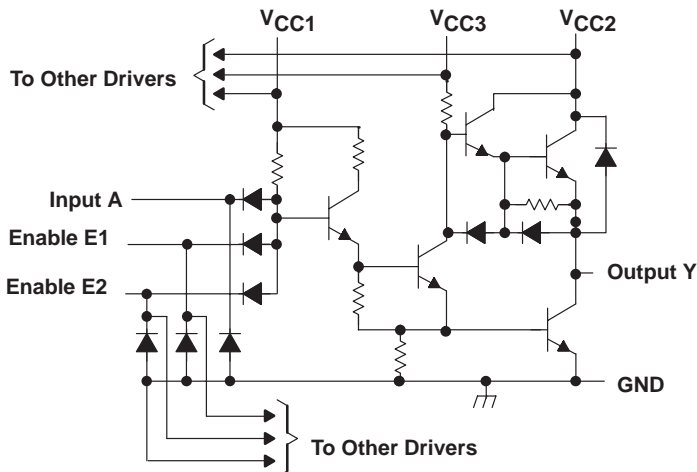 VCC1
VCC3
VCC2
To Other Drivers
Input A
Enable E1
Enable E2
Output Y
GND
To Other Drivers